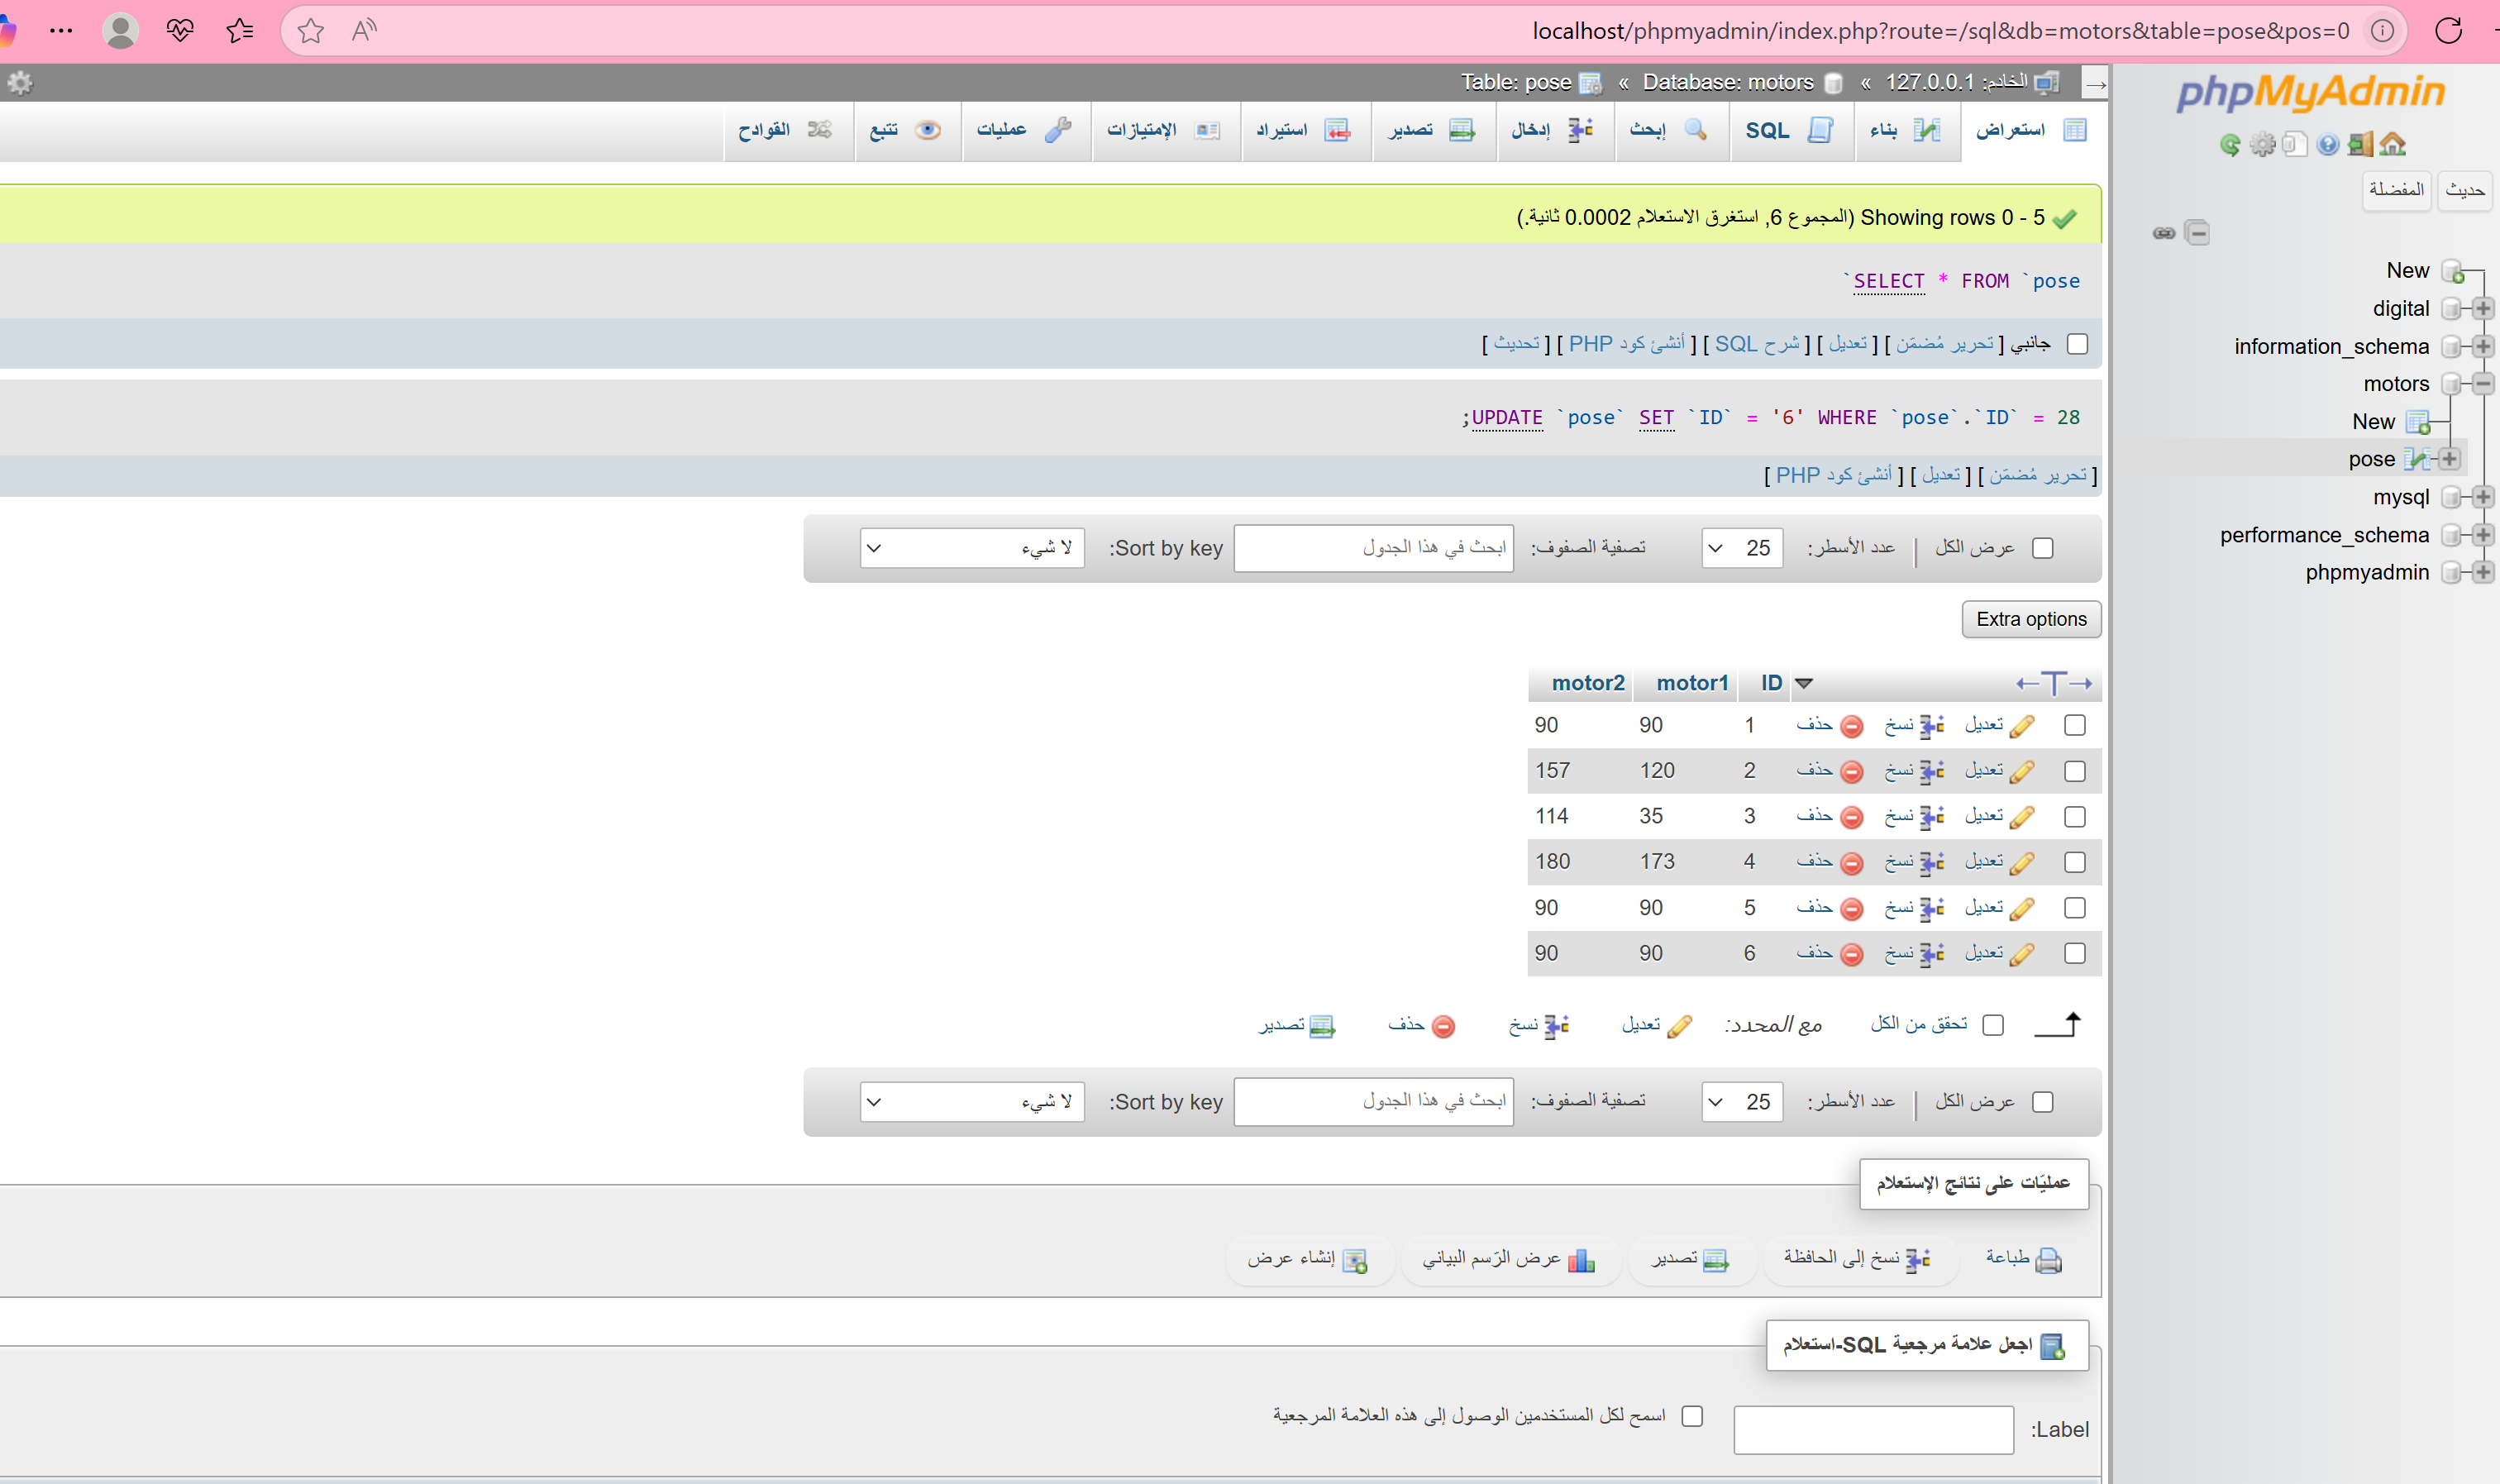 localhost/phpmyadmin/index.php?route=/sql&db=motors&table=pose&pos=0
phpMyAdmin
حديث
المفضلة
New
digital
information_schema
motors
New
pose
mysql
performance_schema
phpmyadmin
الخادم: 127.0.0.1 » Database: motors » Table: pose
استعراض بناء SQL إبحث إدخال تصدير استيراد الإمتيازات عمليات تتبع القوادح
Showing rows 0 - 5 (المجموع 6, استغرق الاستعلام 0.0002 ثانية.)
SELECT * FROM `pose`
جانبي [ تحرير مُضمَن ] [ تعديل ] [ شرح SQL ] [ أنشئ كود PHP ] [ تحديث ]
UPDATE `pose` SET `ID` = '6' WHERE `pose`.`ID` = 28;
[ تحرير مُضمَن ] [ تعديل ] [ أنشئ كود PHP ]
عرض الكل | عدد الأسطر: 25 تصفية الصفوف: ابحث في هذا الجدول Sort by key: لا شيء
Extra options
←T→ ID motor1 motor2
تعديل نسخ حذف 1 90 90
تعديل نسخ حذف 2 120 157
تعديل نسخ حذف 3 35 114
تعديل نسخ حذف 4 173 180
تعديل نسخ حذف 5 90 90
تعديل نسخ حذف 6 90 90
تحقق من الكل مع المحدد: تعديل نسخ حذف تصدير
عرض الكل | عدد الأسطر: 25 تصفية الصفوف: ابحث في هذا الجدول Sort by key: لا شيء
عمليّات على نتائج الإستعلام
طباعة نسخ إلى الحافظة تصدير عرض الرّسم البياني إنشاء عرض
اجعل علامة مرجعية SQL-استعلام
Label: اسمح لكل المستخدمين الوصول إلى هذه العلامة المرجعية